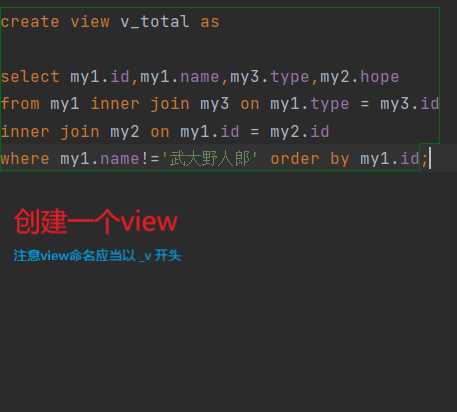 create view v_total as
select my1.id,my1.name,my3.type,my2.hope
from my1 inner join my3 on my1.type = my3.id
inner join my2 on my1.id = my2.id
where my1.name!='武大野人郎' order by my1.id;
创建一个view
注意view命名应当以 _v 开头